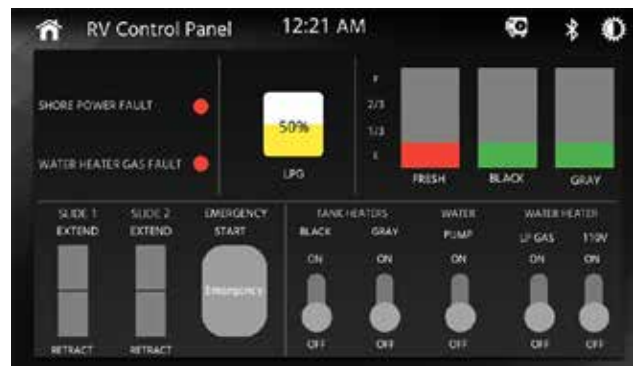 RV Control Panel 12:21 AM
SHORE POWER FAULT
WATER HEATER GAS FAULT
50%
LPG
F
2/3
1/3
E
FRESH BLACK GRAY
SLIDE 1 SLIDE 2 EMERGENCY
EXTEND EXTEND START
Emergency
RETRACT RETRACT
TANK HEATERS WATER WATER HEATER
BLACK GRAY PUMP LP GAS 110V
ON ON ON ON ON
OFF OFF OFF OFF OFF